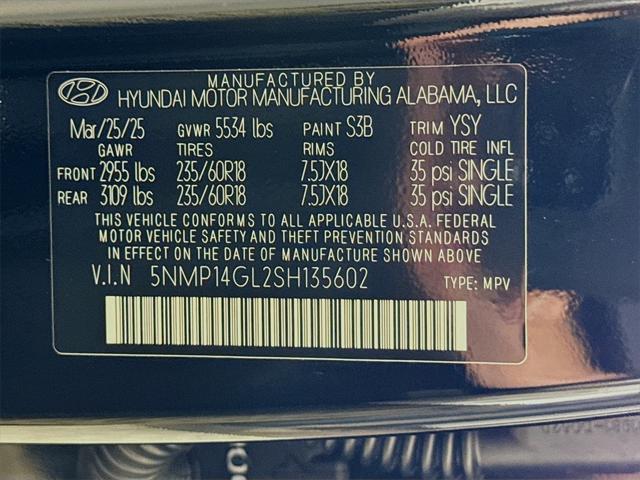 MANUFACTURED BY
HYUNDAI MOTOR MANUFACTURING ALABAMA, LLC
Mar/25/25 GVWR 5534 lbs PAINT S3B TRIM YSY
GAWR TIRES RIMS COLD TIRE INFL
FRONT 2955 lbs 235/60R18 7.5JX18 35 psi SINGLE
REAR 3109 lbs 235/60R18 7.5JX18 35 psi SINGLE
THIS VEHICLE CONFORMS TO ALL APPLICABLE U.S.A. FEDERAL
MOTOR VEHICLE SAFETY AND THEFT PREVENTION STANDARDS
IN EFFECT ON THE DATE OF MANUFACTURE SHOWN ABOVE
V.I.N 5NMP14GL2SH135602 TYPE: MPV